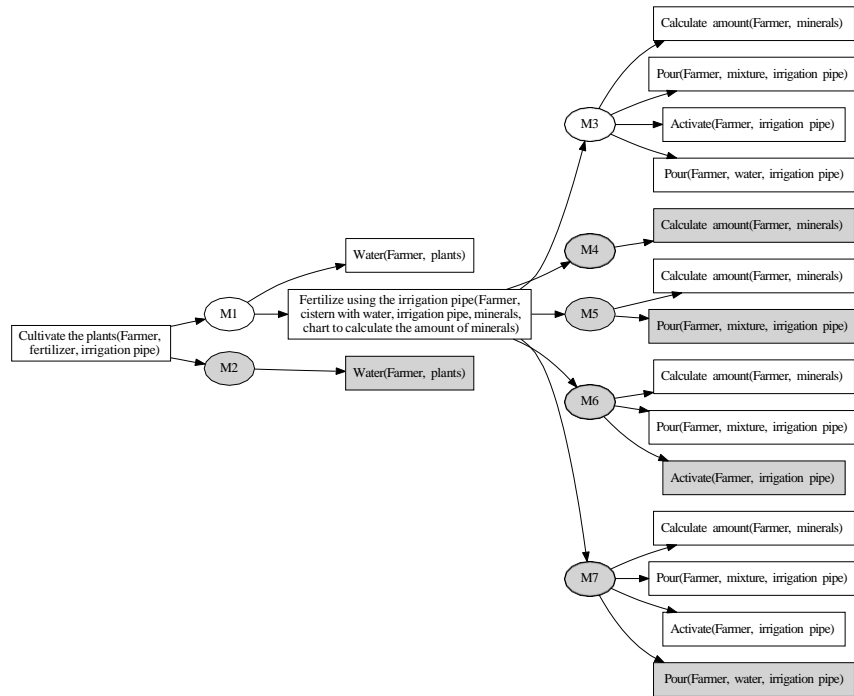 Cultivate the plants(Farmer,
fertilizer, irrigation pipe)
M1
M2
Water(Farmer, plants)
Fertilize using the irrigation pipe(Farmer,
cistern with water, irrigation pipe, minerals,
chart to calculate the amount of minerals)
Water(Farmer, plants)
M3
M4
M5
M6
M7
Calculate amount(Farmer, minerals)
Pour(Farmer, mixture, irrigation pipe)
Activate(Farmer, irrigation pipe)
Pour(Farmer, water, irrigation pipe)
Calculate amount(Farmer, minerals)
Calculate amount(Farmer, minerals)
Pour(Farmer, mixture, irrigation pipe)
Calculate amount(Farmer, minerals)
Pour(Farmer, mixture, irrigation pipe)
Activate(Farmer, irrigation pipe)
Calculate amount(Farmer, minerals)
Pour(Farmer, mixture, irrigation pipe)
Activate(Farmer, irrigation pipe)
Pour(Farmer, water, irrigation pipe)